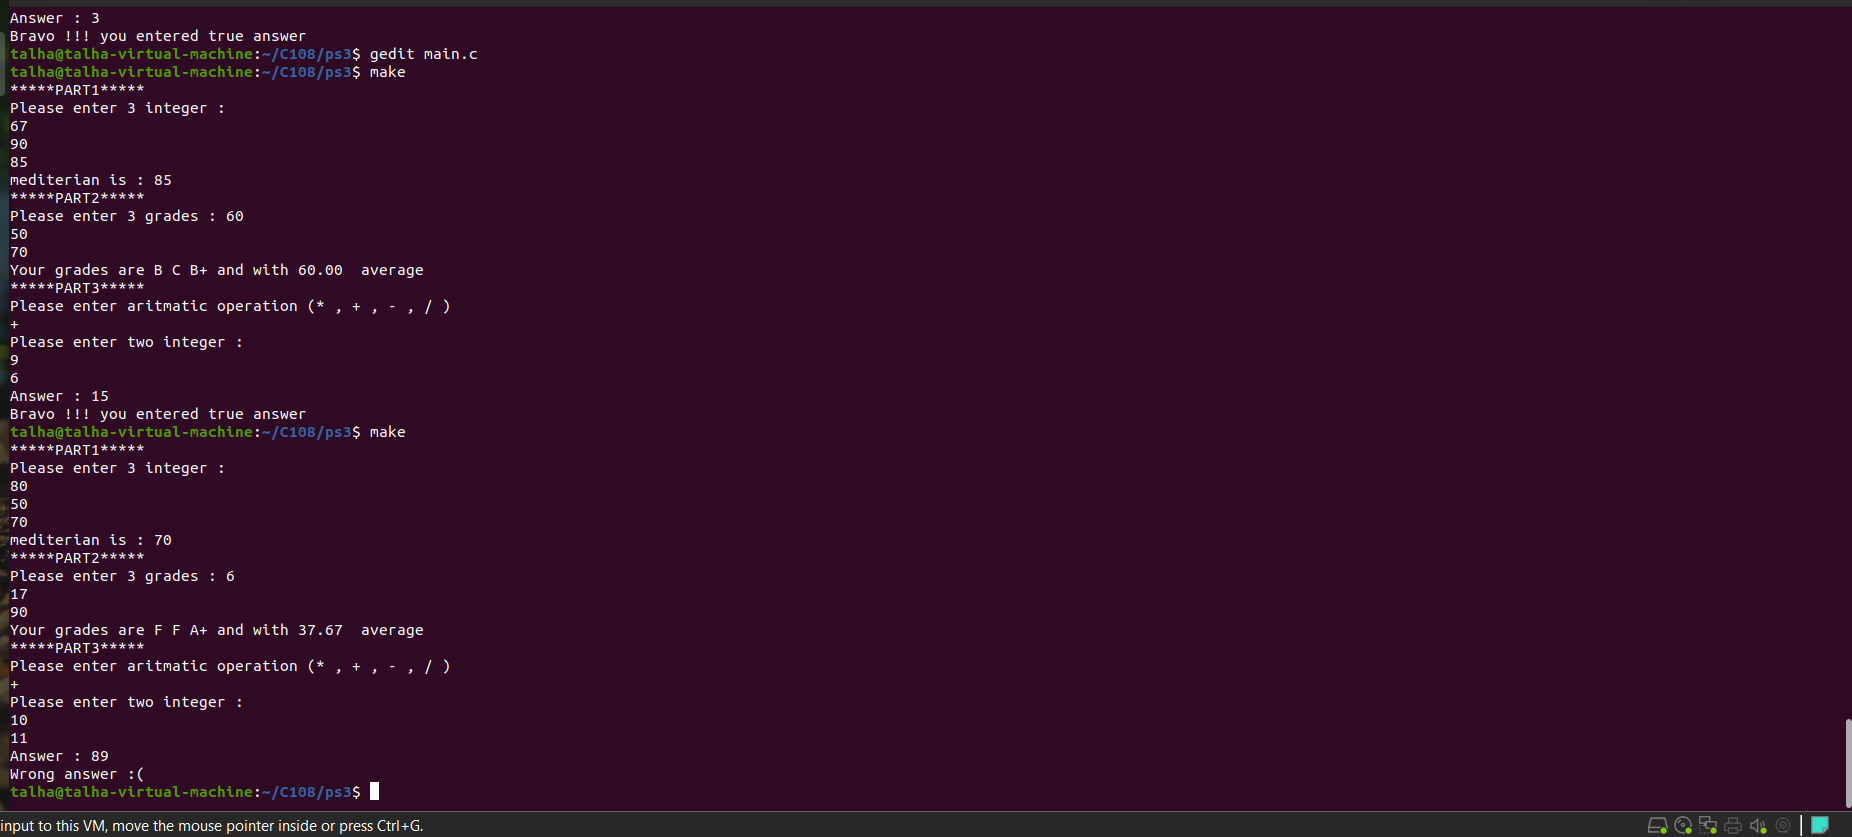 Answer : 3
Bravo !!! you entered true answer
talha@talha-virtual-machine:~/C108/ps3$ gedit main.c
talha@talha-virtual-machine:~/C108/ps3$ make
*****PART1*****
Please enter 3 integer :
67
90
85
mediterian is : 85
*****PART2*****
Please enter 3 grades : 60
50
70
Your grades are B C B+ and with 60.00  average
*****PART3*****
Please enter aritmatic operation (* , + , - , / )
+
Please enter two integer :
9
6
Answer : 15
Bravo !!! you entered true answer
talha@talha-virtual-machine:~/C108/ps3$ make
*****PART1*****
Please enter 3 integer :
80
50
70
mediterian is : 70
*****PART2*****
Please enter 3 grades : 6
17
90
Your grades are F F A+ and with 37.67  average
*****PART3*****
Please enter aritmatic operation (* , + , - , / )
+
Please enter two integer :
10
11
Answer : 89
Wrong answer :(
talha@talha-virtual-machine:~/C108/ps3$
input to this VM, move the mouse pointer inside or press Ctrl+G.